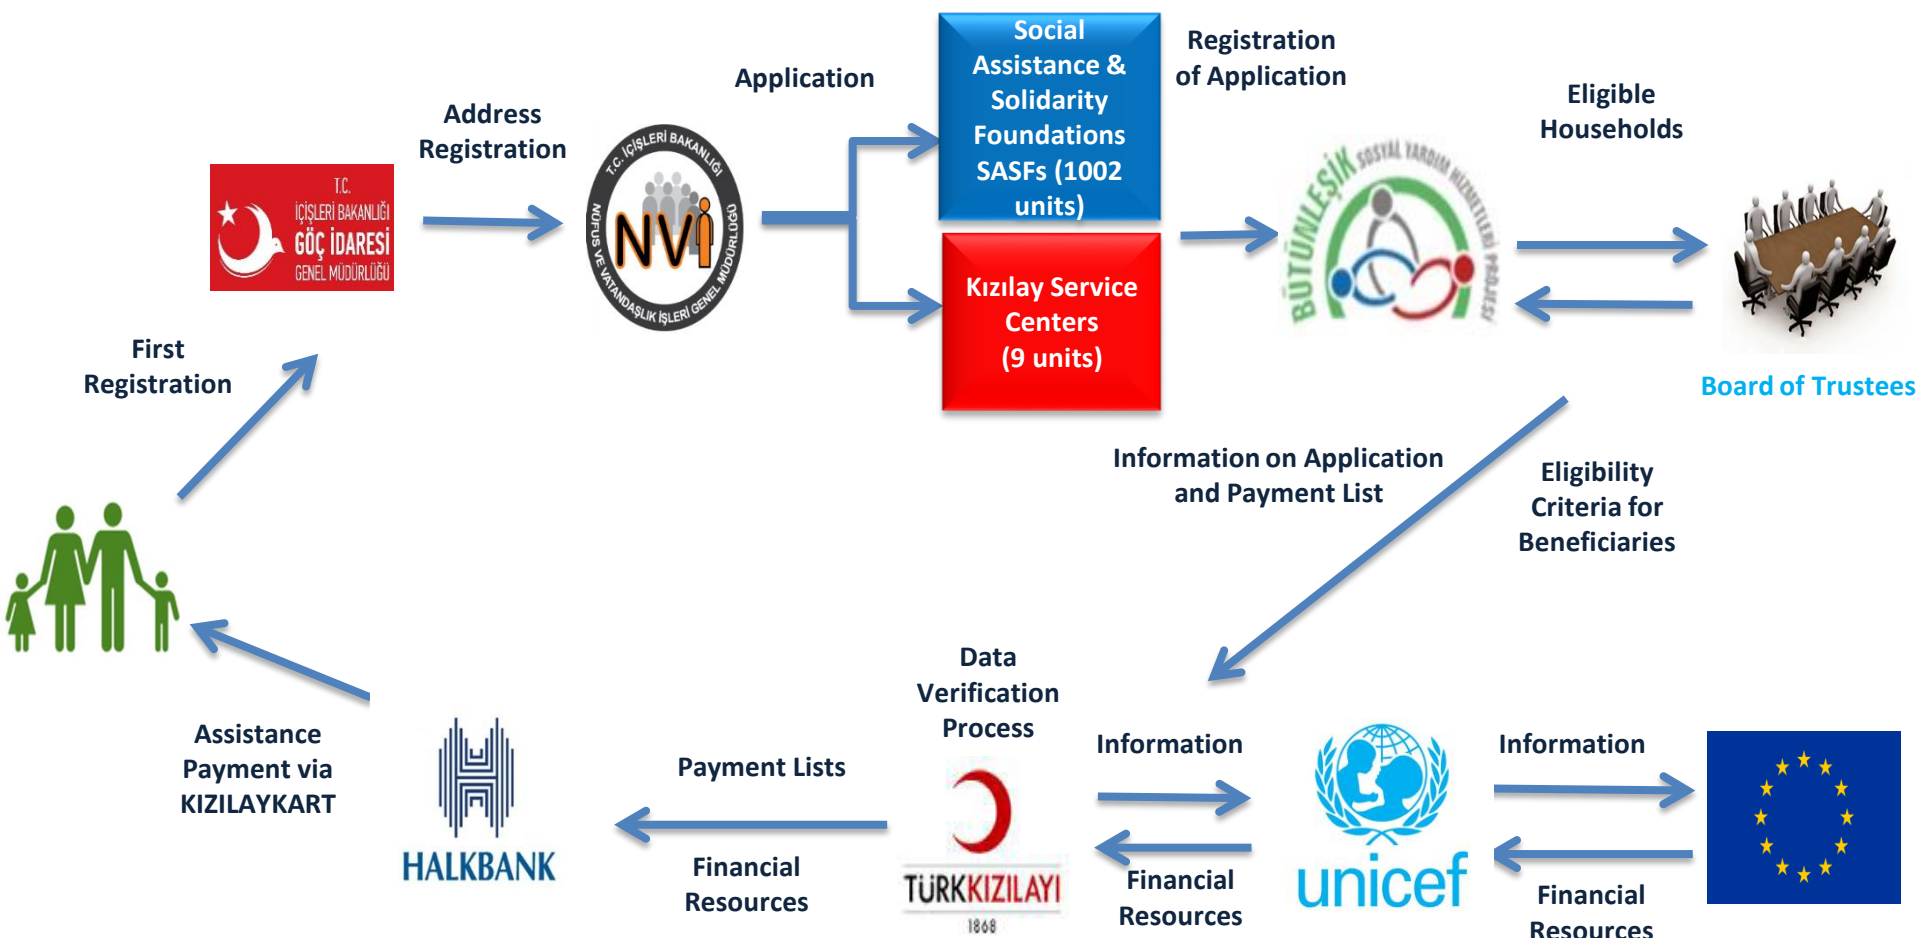 Social
Assistance &
Solidarity
Foundations
SASFs (1002
units)
Registration
of Application
Application
Eligible
Households
Address
Registration
T.C.
İÇİŞLERİ BAKANLIĞI
GÖÇ İDARESİ
GENEL MÜDÜRLÜĞÜ
T.C. İÇİŞLERİ BAKANLIĞI
NVİ
NÜFUS VE VATANDAŞLIK İŞLERİ GENEL MÜDÜRLÜĞÜ
BÜTÜNLEŞİK SOSYAL YARDIM HİZMETLERİ PROJESİ
Kızılay Service
Centers
(9 units)
First
Registration
Board of Trustees
Information on Application
and Payment List
Eligibility
Criteria for
Beneficiaries
Data
Verification
Process
Assistance
Payment via
KIZILAYKART
Payment Lists
Information
Information
HALKBANK
Financial
Resources
TÜRKKIZILAYI
1868
Financial
Resources
unicef
Financial
Resources